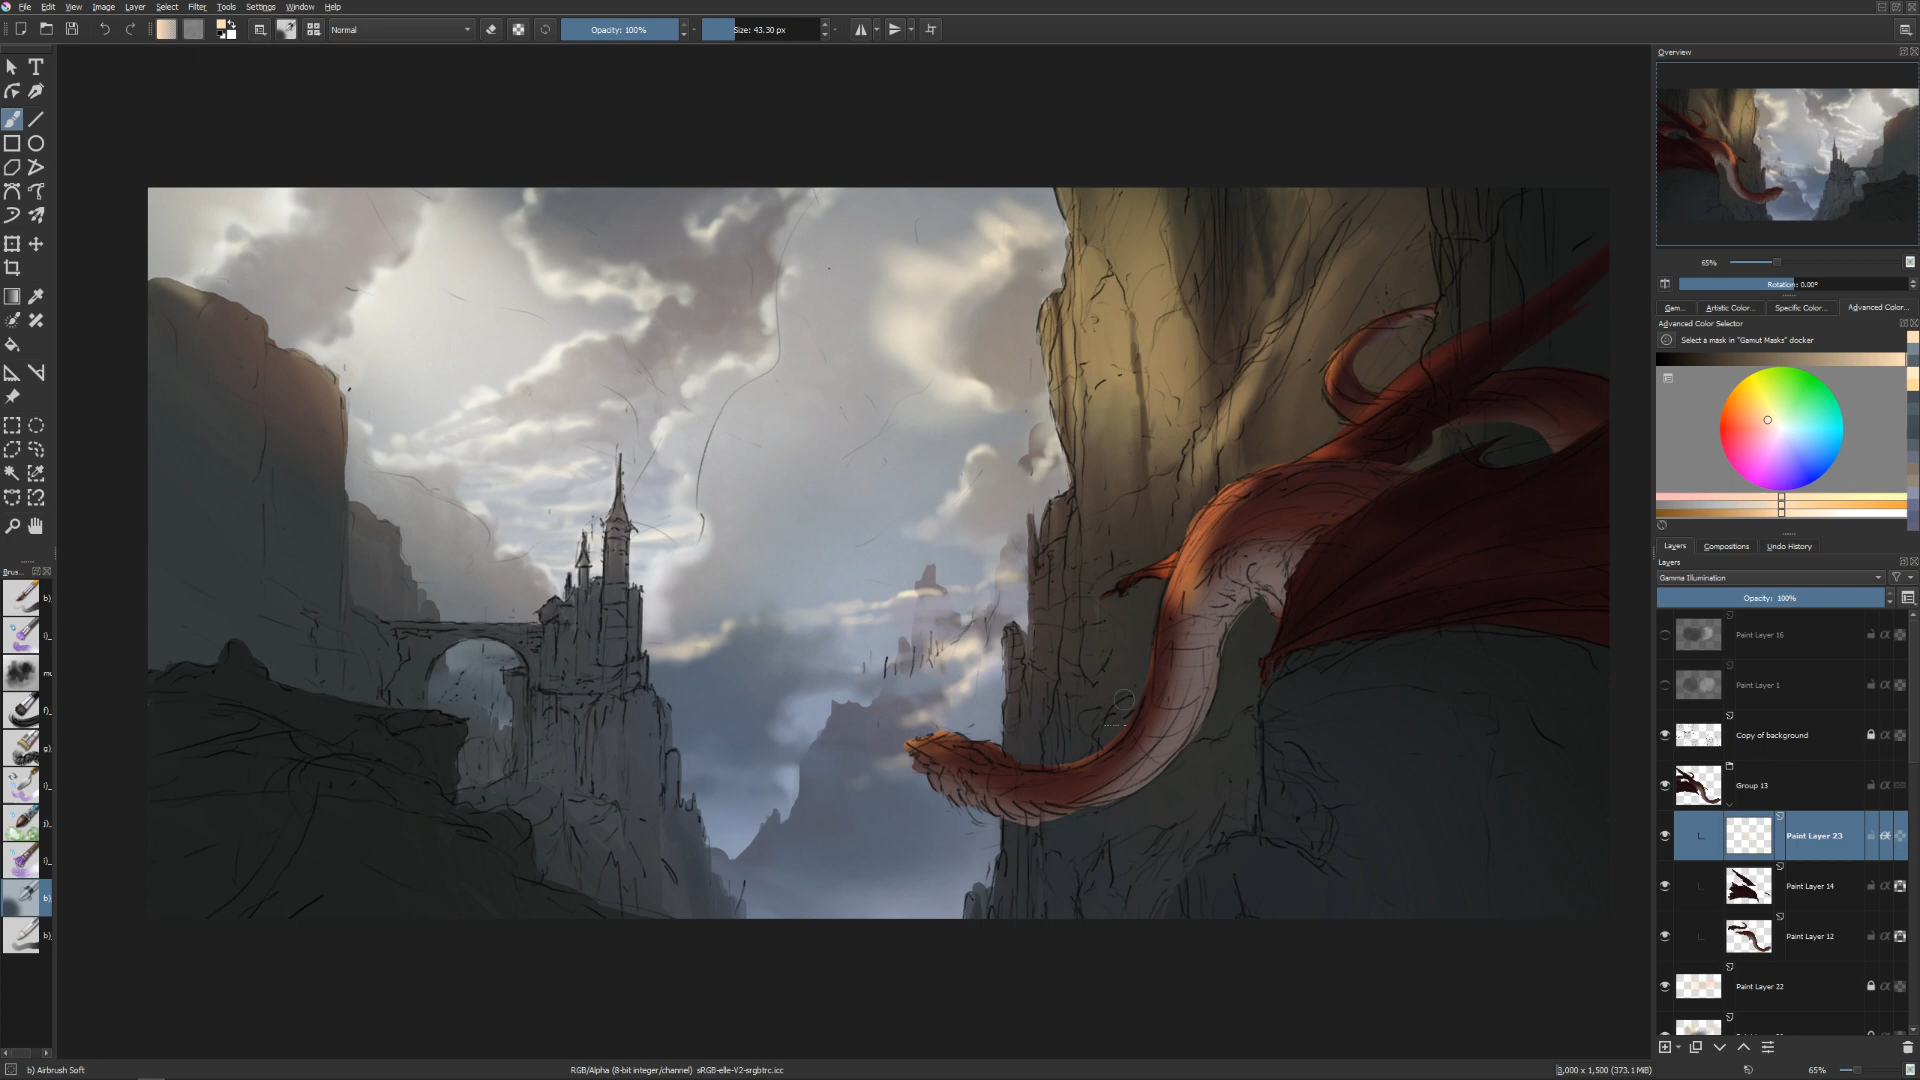 File Edit View Image Layer Select Filter Tools Settings Window Help
Normal
Opacity: 100%
Size: 43.30 px
Overview
65%
Rotation: 0.00°
Gam... Artistic Color... Specific Color... Advanced Color...
Advanced Color Selector
Select a mask in "Gamut Masks" docker
Layers Compositions Undo History
Layers
Gamma Illumination
Opacity: 100%
Paint Layer 16
Paint Layer 1
Copy of background
Group 13
Paint Layer 23
Paint Layer 14
Paint Layer 12
Paint Layer 22
Brus...
b)
i)
mu
f)
g)
i)
j)
i)
b)
b)
b) Airbrush Soft
RGB/Alpha (8-bit integer/channel) sRGB-elle-V2-srgbtrc.icc
3,000 x 1,500 (373.1 MiB)
65%